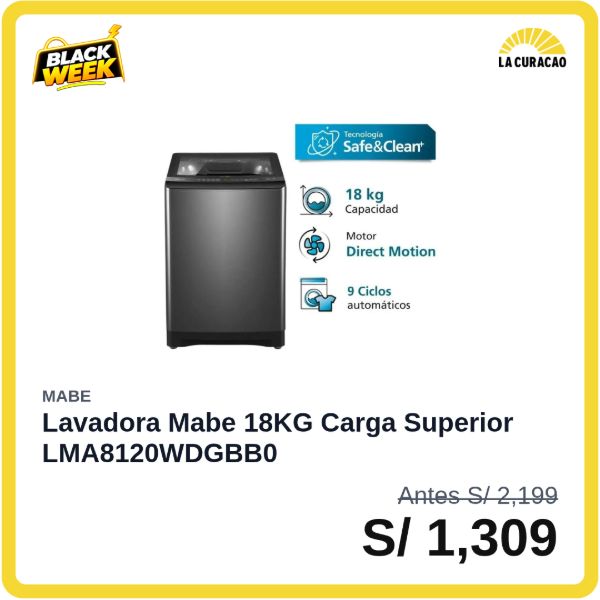 BLACK
WEEK
LA CURACAO
Tecnología
Safe&Clean+
18 kg
Capacidad
Motor
Direct Motion
9 Ciclos
automáticos
MABE
Lavadora Mabe 18KG Carga Superior
LMA8120WDGBB0
Antes S/ 2,199
S/ 1,309